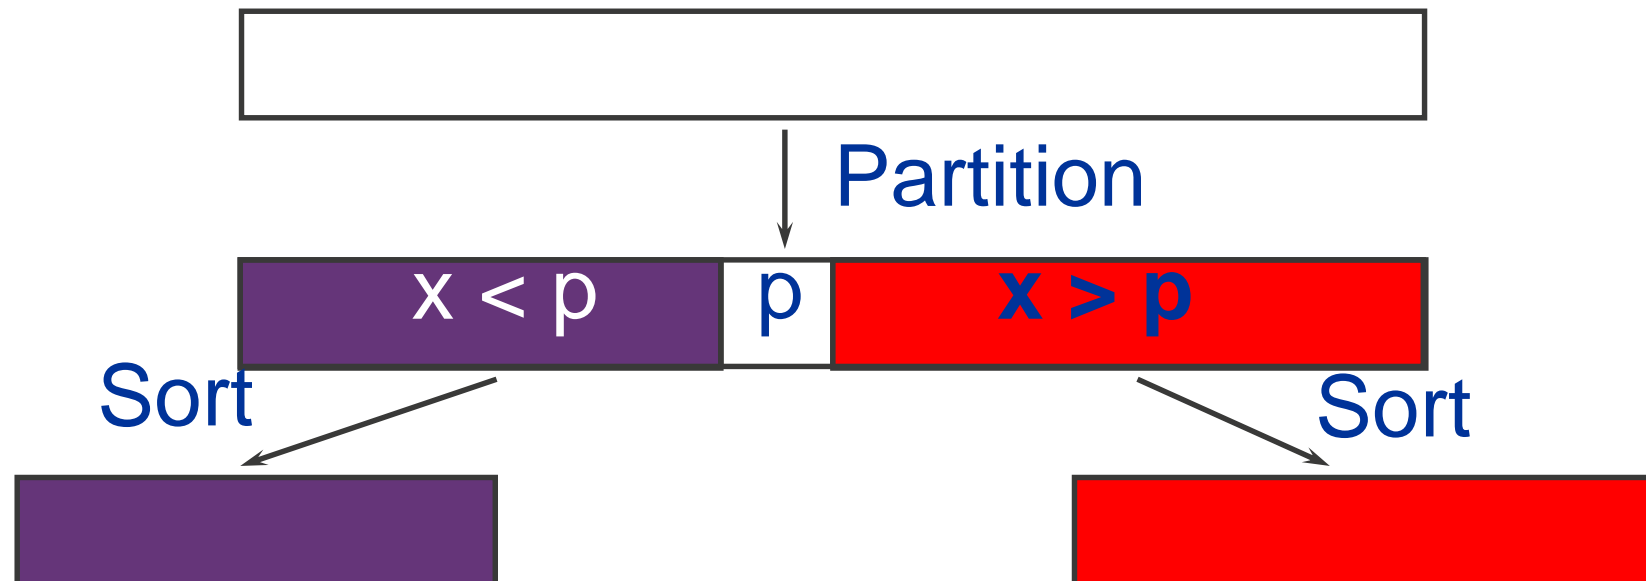 Partition
x < p
p
x > p
Sort
Sort